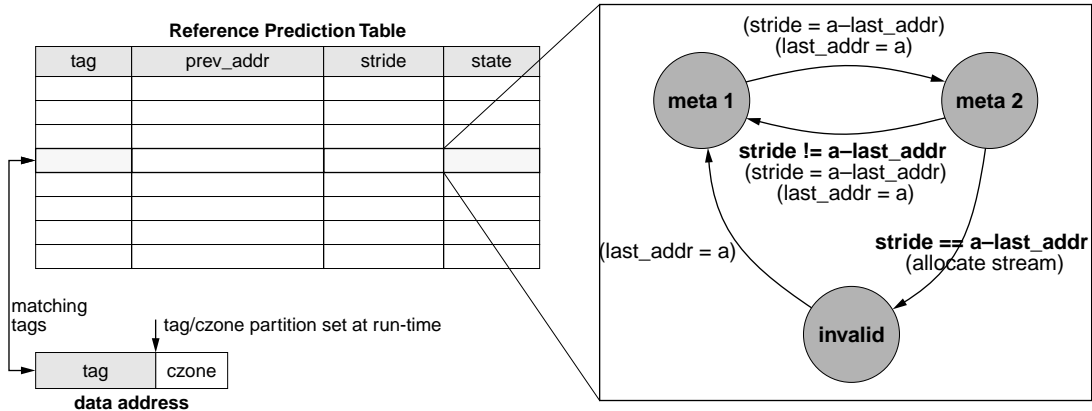 Reference Prediction Table
tag prev_addr stride state
matching
tags
tag/czone partition set at run-time
tag czone
data address
(stride = a–last_addr)
(last_addr = a)
meta 1 meta 2
stride != a–last_addr
(stride = a–last_addr)
(last_addr = a)
(last_addr = a)
stride == a–last_addr
(allocate stream)
invalid